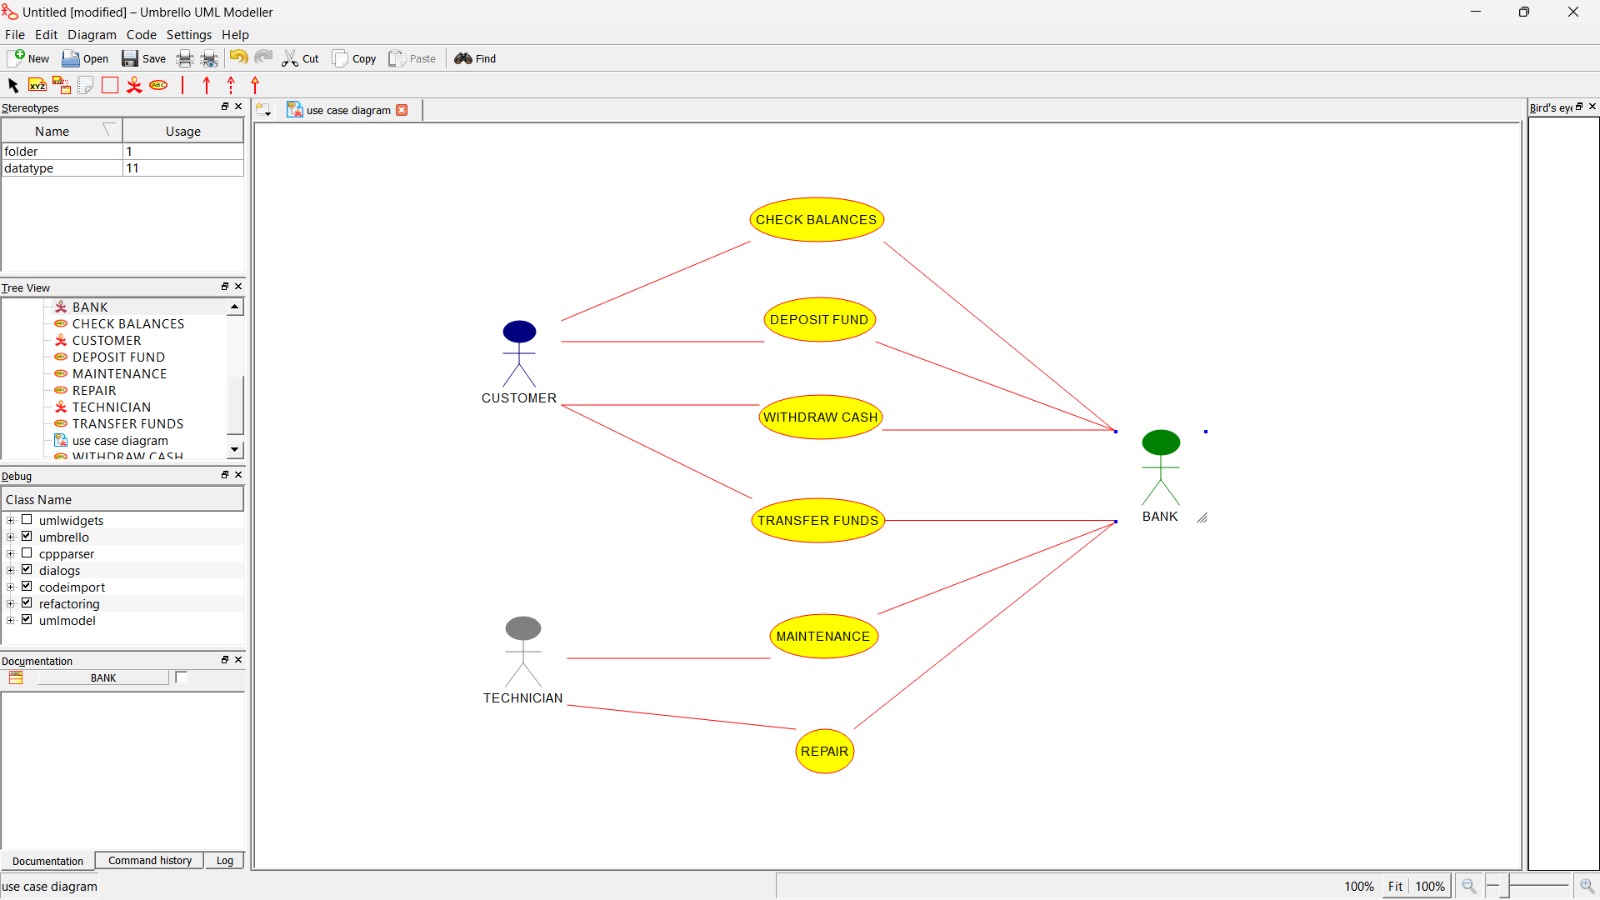 Untitled [modified] – Umbrello UML Modeller
File Edit Diagram Code Settings Help
New Open Save Cut Copy Paste Find
XYZ ABC
Stereotypes
Name Usage
folder 1
datatype 11
Tree View
BANK
CHECK BALANCES
CUSTOMER
DEPOSIT FUND
MAINTENANCE
REPAIR
TECHNICIAN
TRANSFER FUNDS
use case diagram
WITHDRAW CASH
Debug
Class Name
umlwidgets
umbrello
cppparser
dialogs
codeimport
refactoring
umlmodel
Documentation
BANK
Documentation Command history Log
use case diagram
use case diagram
CHECK BALANCES
DEPOSIT FUND
CUSTOMER
WITHDRAW CASH
BANK
TRANSFER FUNDS
MAINTENANCE
TECHNICIAN
REPAIR
Bird's eye
100% Fit 100%